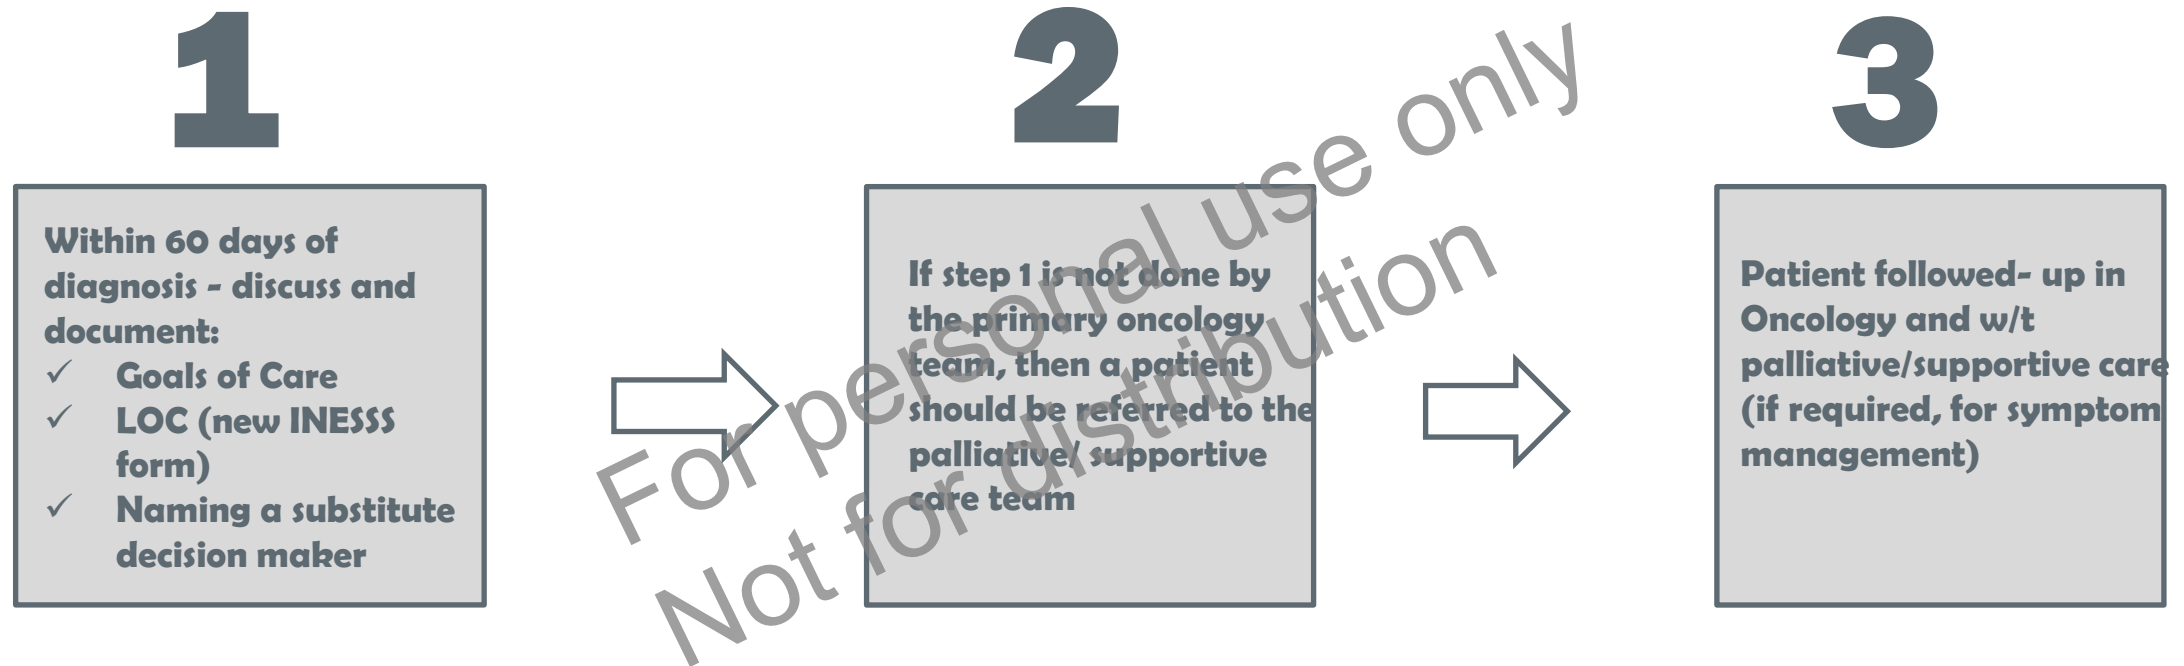 1
Within 60 days of
diagnosis - discuss and
document:
✓ Goals of Care
✓ LOC (new INESSS
form)
✓ Naming a substitute
decision maker
2
If step 1 is not done by
the primary oncology
team, then a patient
should be referred to the
palliative/ supportive
care team
3
Patient followed- up in
Oncology and w/t
palliative/supportive care
(if required, for symptom
management)
For personal use only
Not for distribution